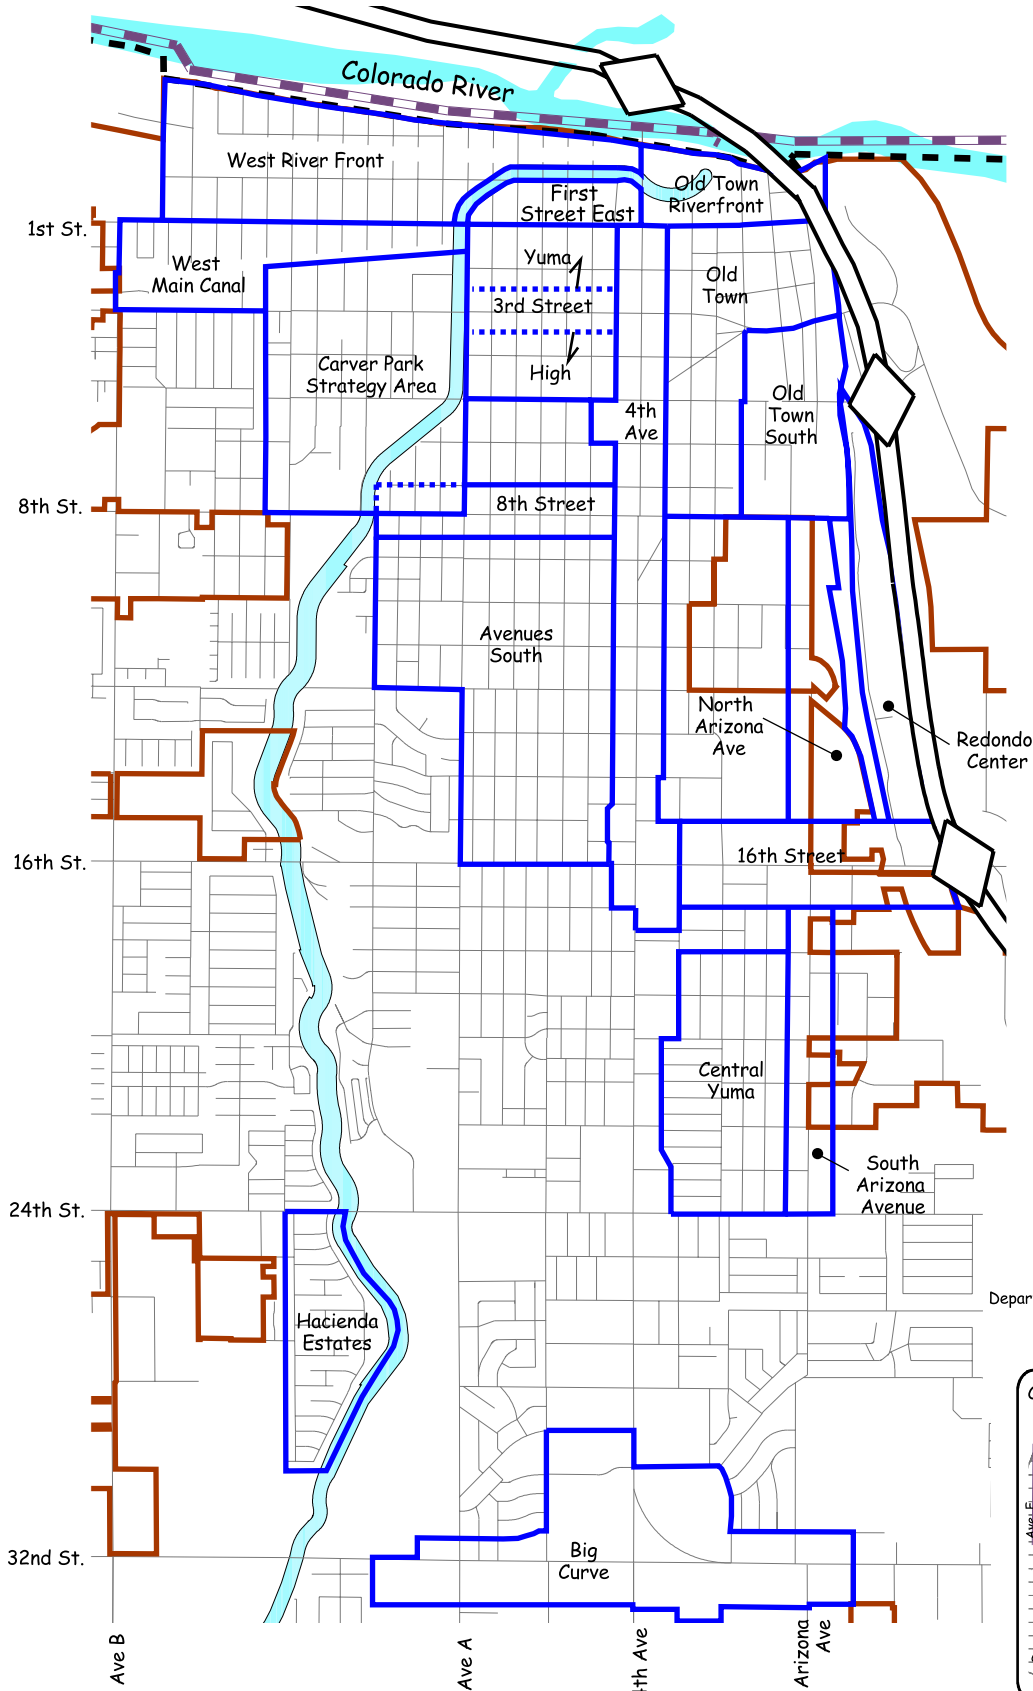 Colorado River
West River Front
Old Town
Riverfront
First
Street East
1st St.
West
Main Canal
Yuma
3rd Street
High
Old
Town
Carver Park
Strategy Area
4th
Ave
Old
Town
South
8th St.
8th Street
Avenues
South
North
Arizona
Ave
Redondo
Center
16th St.
16th Street
Central
Yuma
South
Arizona
Avenue
24th St.
Hacienda
Estates
Depar
32nd St.
Big
Curve
Ave B
Ave A
4th Ave
Arizona
Ave